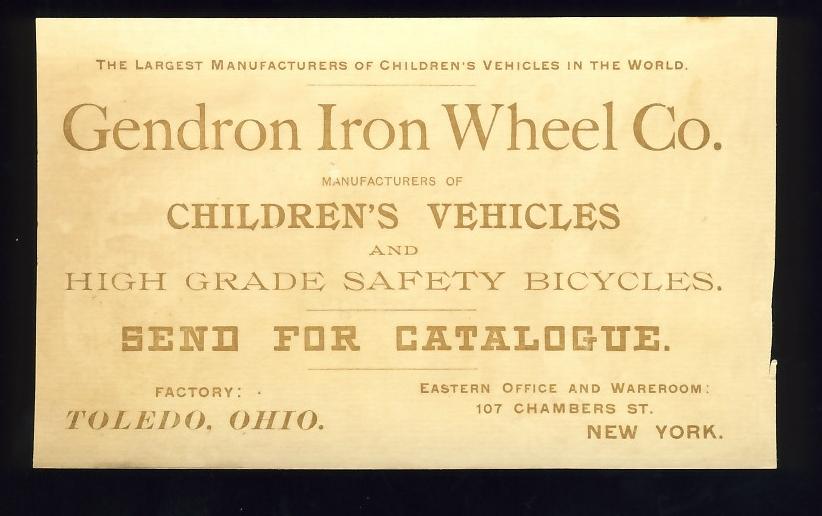 THE LARGEST MANUFACTURERS OF CHILDREN'S VEHICLES IN THE WORLD.
Gendron Iron Wheel Co.
MANUFACTURERS OF
CHILDREN'S VEHICLES
AND
HIGH GRADE SAFETY BICYCLES.
SEND FOR CATALOGUE.
FACTORY:
TOLEDO, OHIO.
EASTERN OFFICE AND WAREROOM:
107 CHAMBERS ST.
NEW YORK.